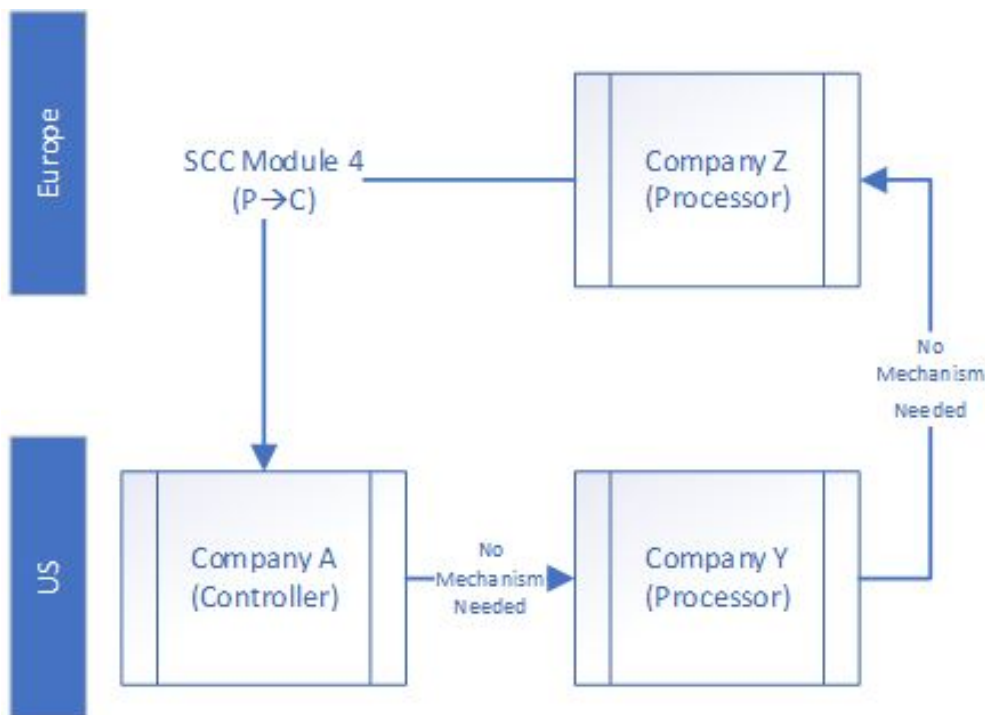 Europe
SCC Module 4
(P→C)
Company Z
(Processor)
No
Mechanism
Needed
US
Company A
(Controller)
No
Mechanism
Needed
Company Y
(Processor)